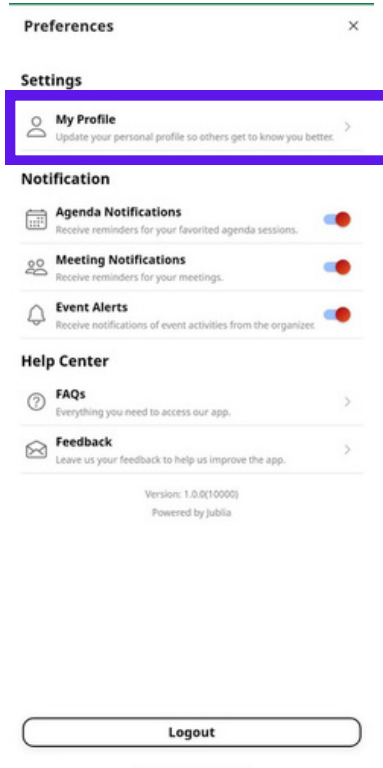 Preferences
Settings
My Profile
Update your personal profile so others get to know you better.
Notification
Agenda Notifications
Receive reminders for your favorited agenda sessions.
Meeting Notifications
Receive reminders for your meetings.
Event Alerts
Receive notifications of event activities from the organizer.
Help Center
FAQs
Everything you need to access our app.
Feedback
Leave us your feedback to help us improve the app.
Version: 1.0.0(10000)
Powered by Jublia
Logout